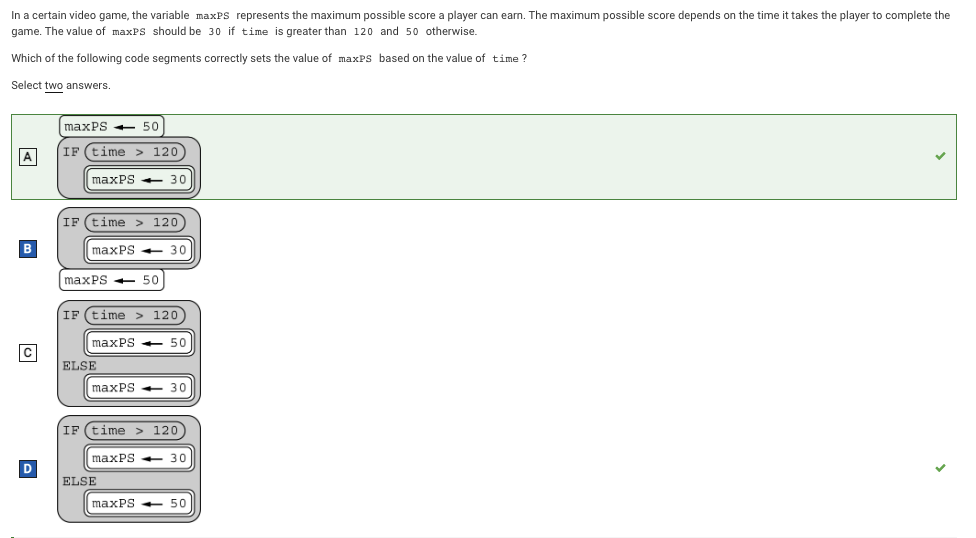 In a certain video game, the variable maxPS represents the maximum possible score a player can earn. The maximum possible score depends on the time it takes the player to complete the
game. The value of maxPS should be 30 if time is greater than 120 and 50 otherwise.
Which of the following code segments correctly sets the value of maxPS based on the value of time ?
Select two answers.
A
maxPS ← 50
IF time > 120
maxPS ← 30
B
IF time > 120
maxPS ← 30
maxPS ← 50
C
IF time > 120
maxPS ← 50
ELSE
maxPS ← 30
D
IF time > 120
maxPS ← 30
ELSE
maxPS ← 50